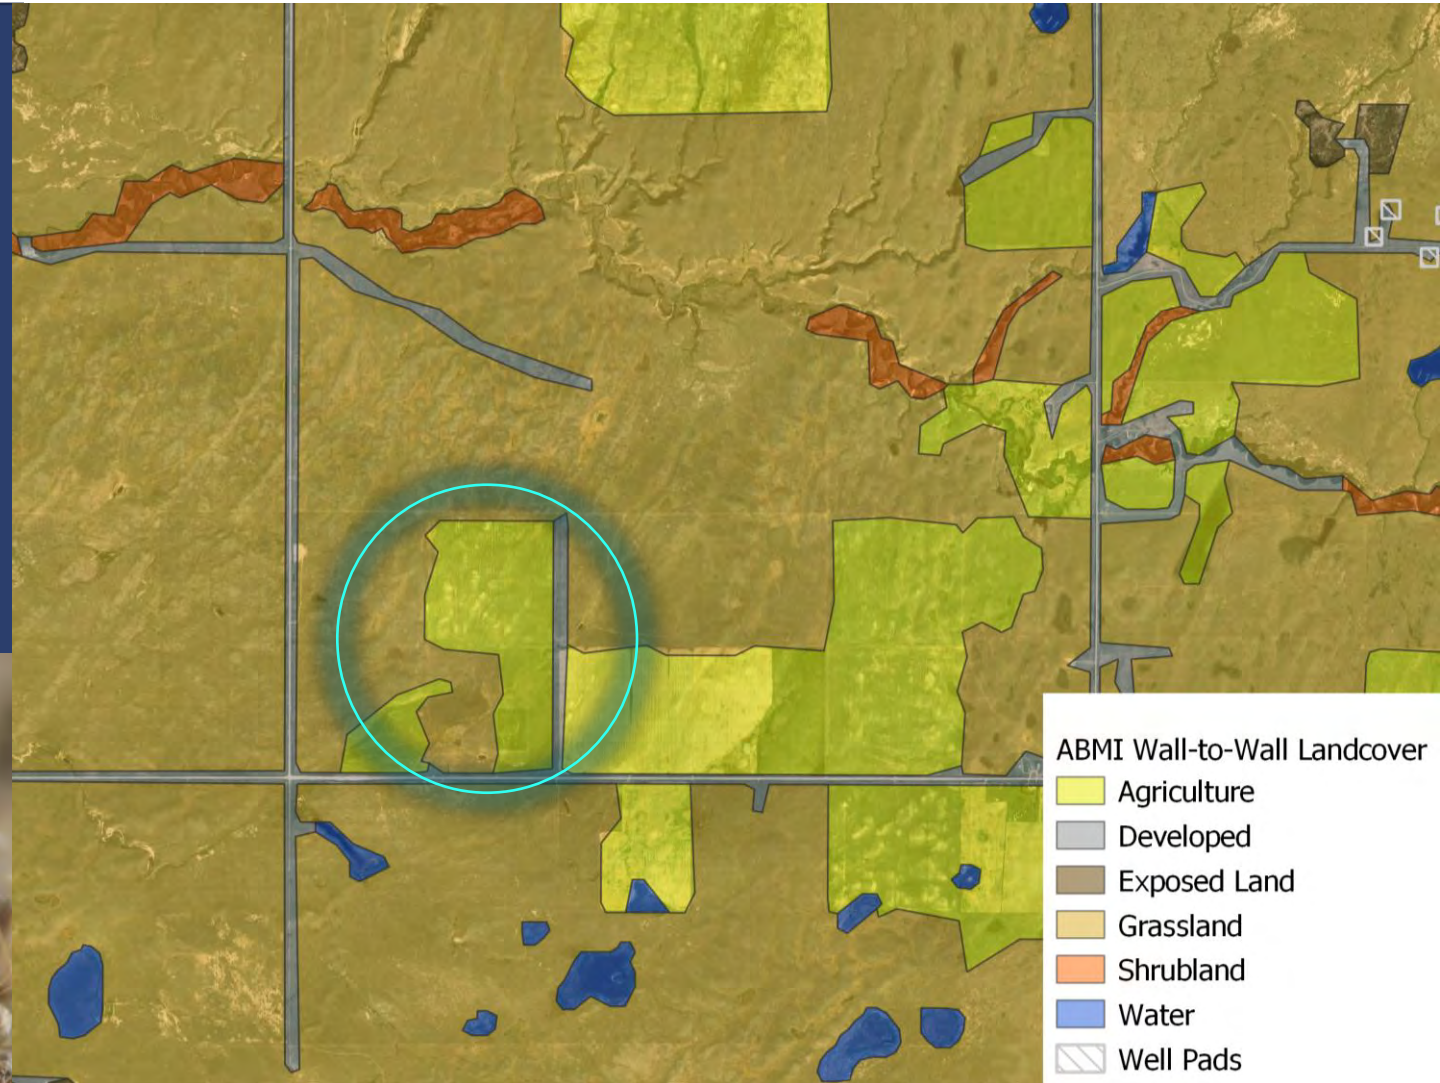 ABMI Wall-to-Wall Landcover
Agriculture
Developed
Exposed Land
Grassland
Shrubland
Water
Well Pads